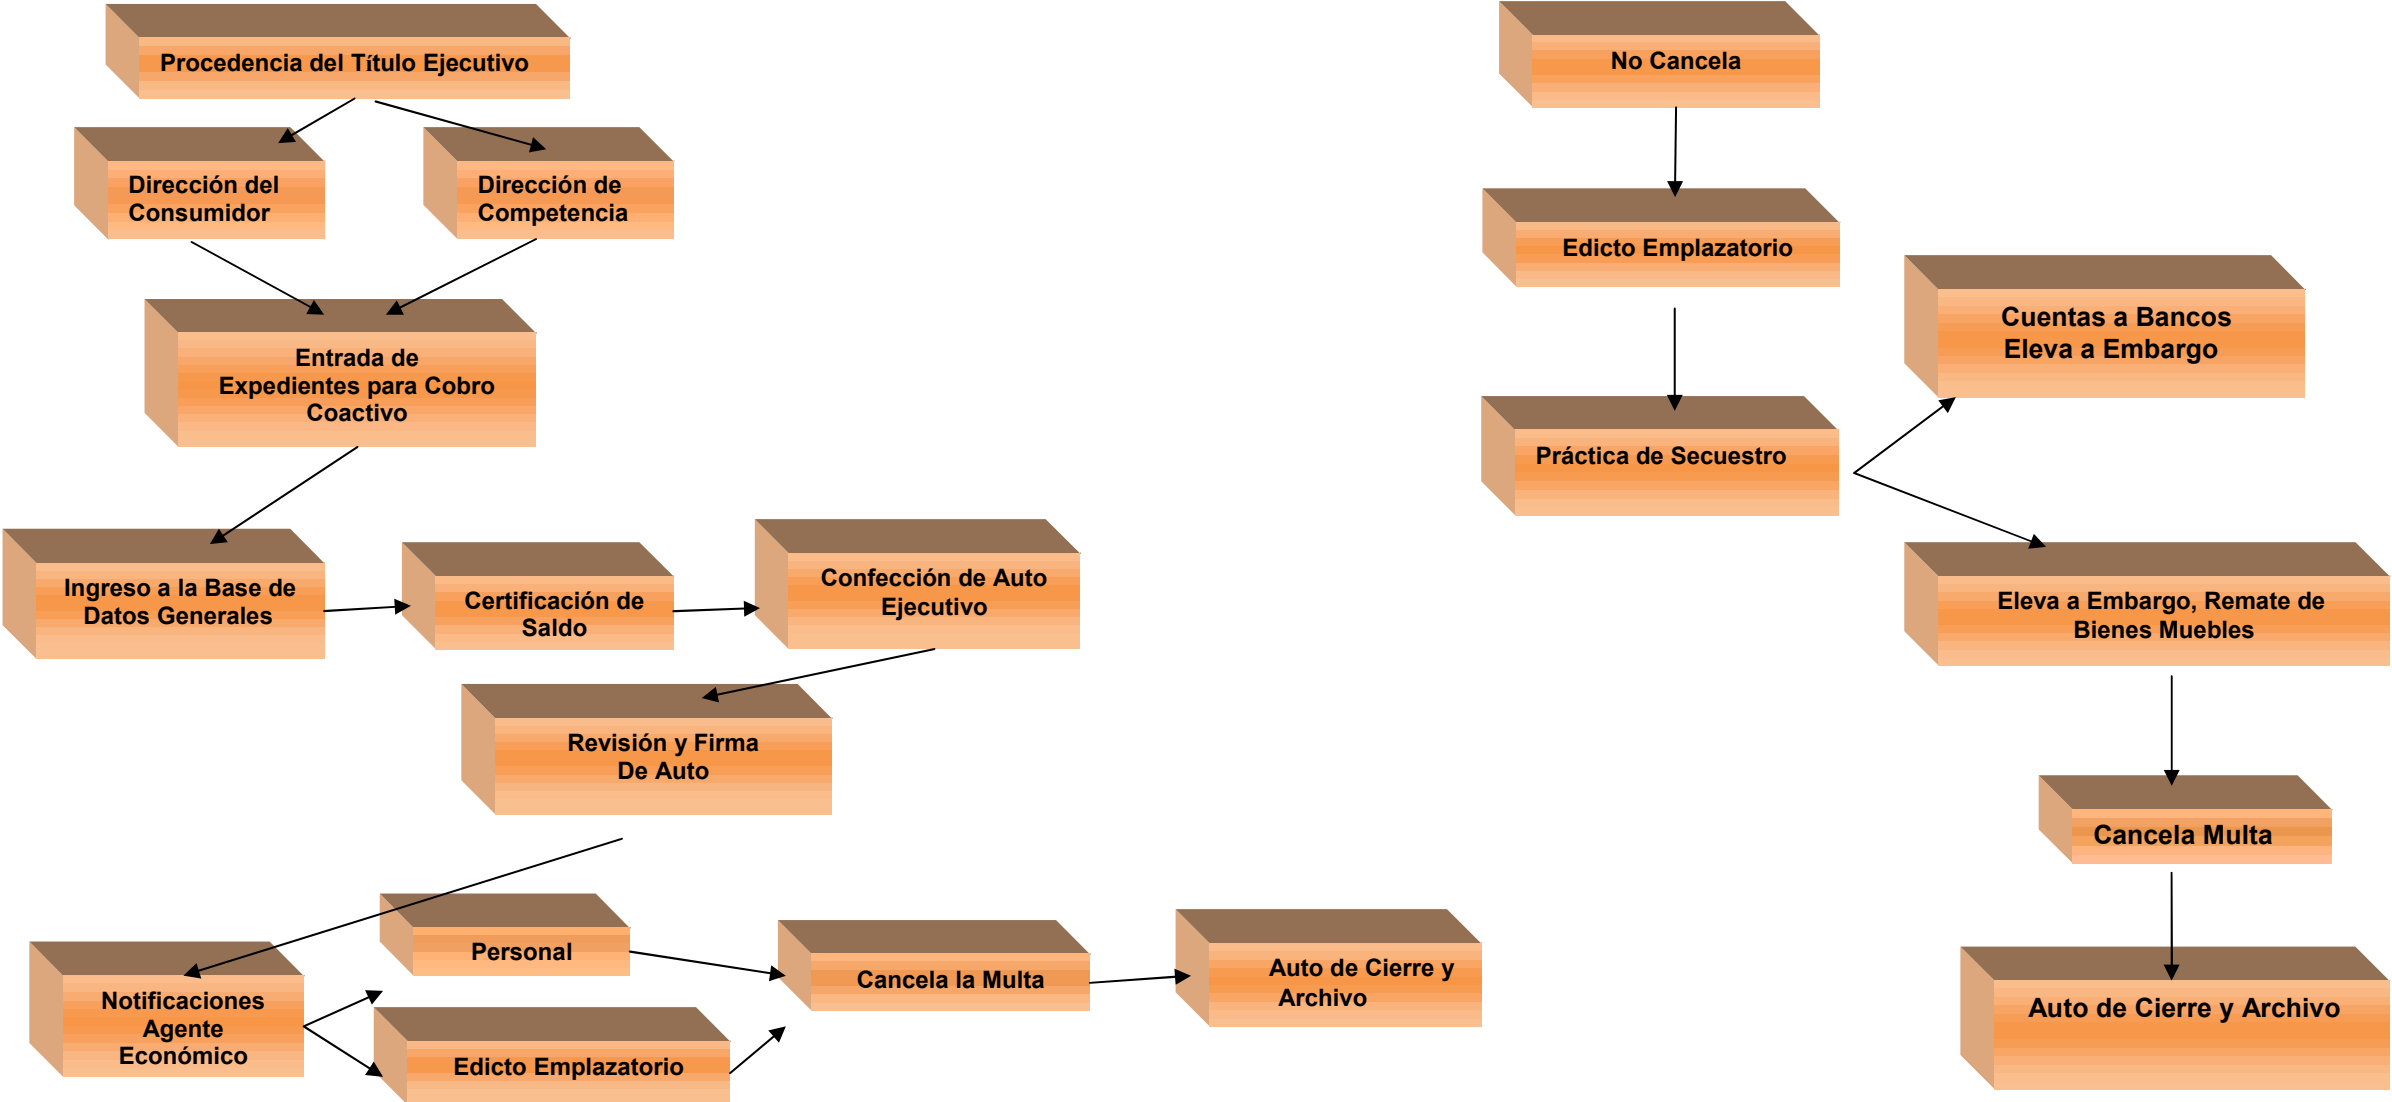 Procedencia del Título Ejecutivo
Dirección del
Consumidor
Dirección de
Competencia
Entrada de
Expedientes para Cobro
Coactivo
Ingreso a la Base de
Datos Generales
Certificación de
Saldo
Confección de Auto
Ejecutivo
Revisión y Firma
De Auto
Notificaciones
Agente
Económico
Personal
Edicto Emplazatorio
Cancela la Multa
Auto de Cierre y
Archivo
No Cancela
Edicto Emplazatorio
Práctica de Secuestro
Cuentas a Bancos
Eleva a Embargo
Eleva a Embargo, Remate de
Bienes Muebles
Cancela Multa
Auto de Cierre y Archivo